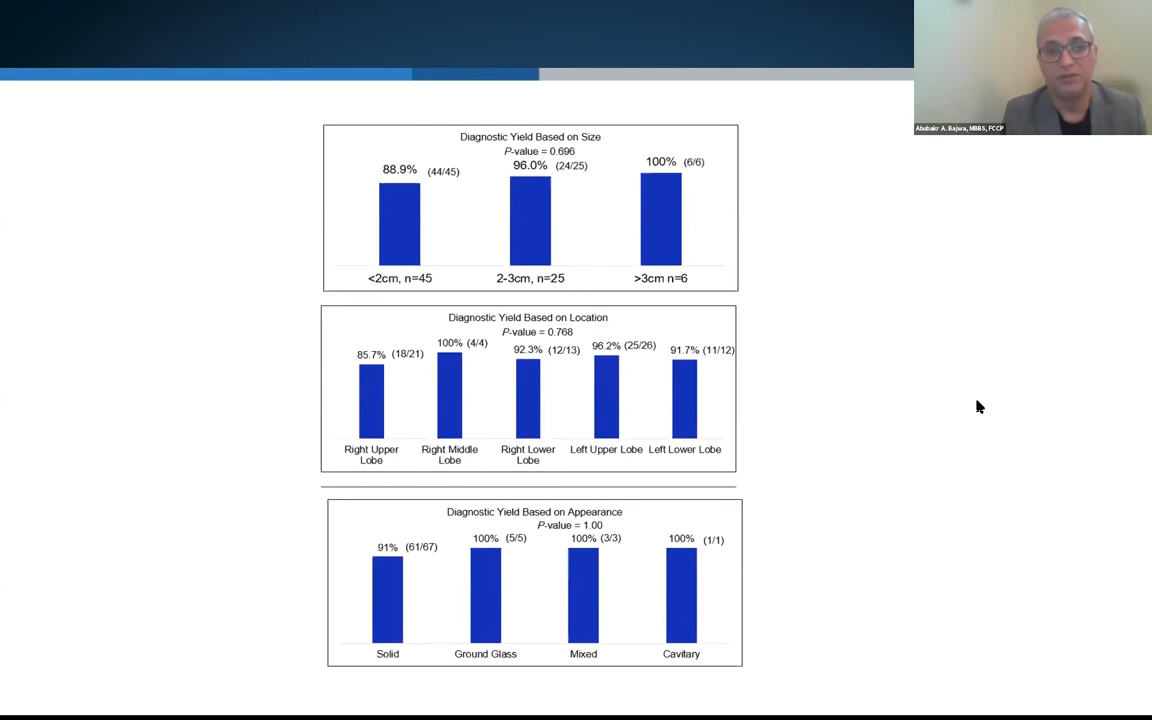 Abubakr A. Bajwa, MBBS, FCCP
Diagnostic Yield Based on Size
P-value = 0.696
88.9% (44/45) 96.0% (24/25) 100% (6/6)
<2cm, n=45 2-3cm, n=25 >3cm n=6
Diagnostic Yield Based on Location
P-value = 0.768
85.7% (18/21) 100% (4/4) 92.3% (12/13) 96.2% (25/26) 91.7% (11/12)
Right Upper Lobe Right Middle Lobe Right Lower Lobe Left Upper Lobe Left Lower Lobe
Diagnostic Yield Based on Appearance
P-value = 1.00
91% (61/67) 100% (5/5) 100% (3/3) 100% (1/1)
Solid Ground Glass Mixed Cavitary